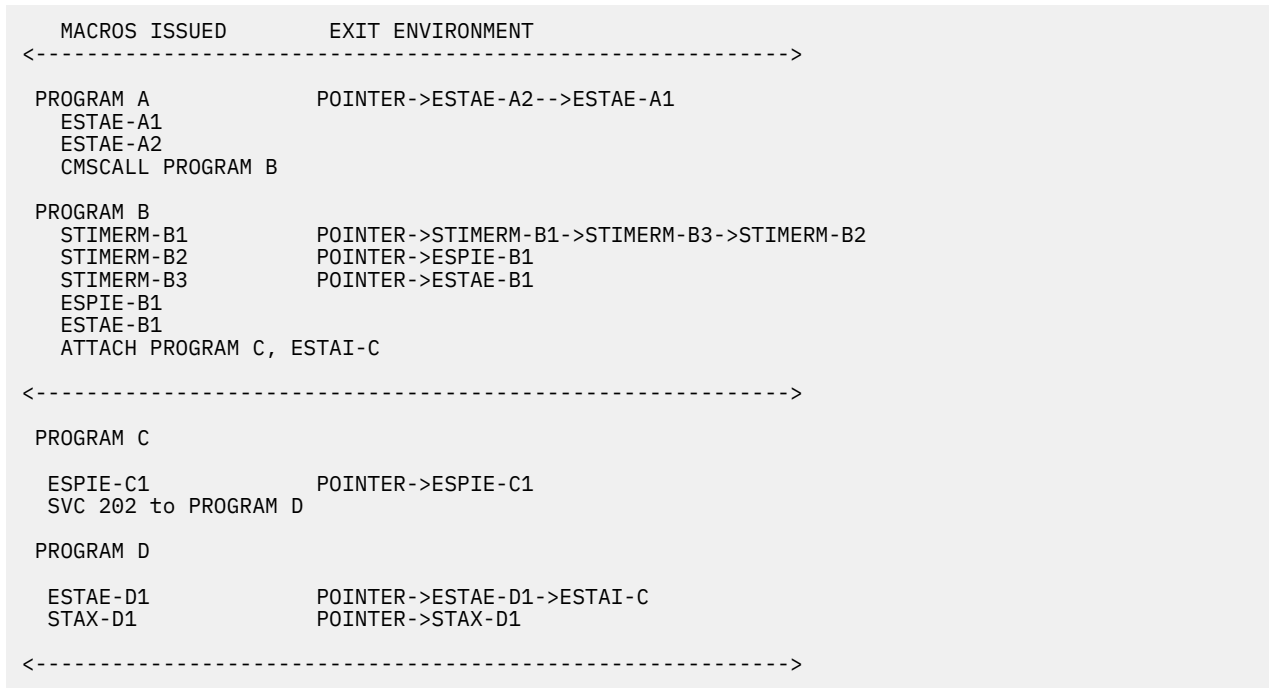 MACROS ISSUED        EXIT ENVIRONMENT
<----------------------------------------------------------->
PROGRAM A             POINTER->ESTAE-A2-->ESTAE-A1
ESTAE-A1
ESTAE-A2
CMSCALL PROGRAM B
PROGRAM B
STIMERM-B1          POINTER->STIMERM-B1->STIMERM-B3->STIMERM-B2
STIMERM-B2          POINTER->ESPIE-B1
STIMERM-B3          POINTER->ESTAE-B1
ESPIE-B1
ESTAE-B1
ATTACH PROGRAM C, ESTAI-C
<----------------------------------------------------------->
PROGRAM C
ESPIE-C1             POINTER->ESPIE-C1
SVC 202 to PROGRAM D
PROGRAM D
ESTAE-D1             POINTER->ESTAE-D1->ESTAI-C
STAX-D1              POINTER->STAX-D1
<----------------------------------------------------------->